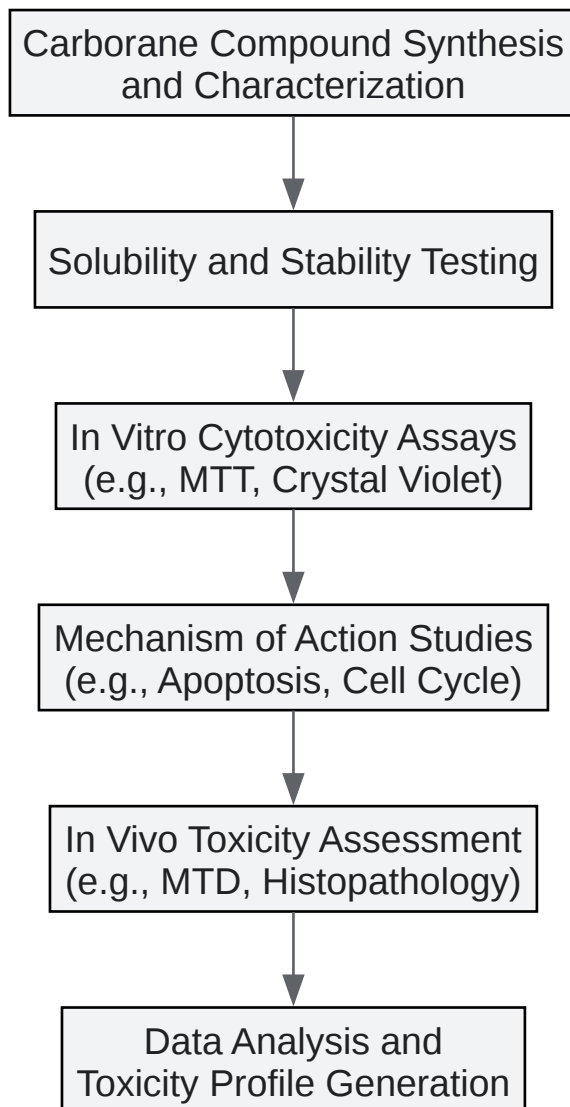 Carborane Compound Synthesis
and Characterization
Solubility and Stability Testing
In Vitro Cytotoxicity Assays
(e.g., MTT, Crystal Violet)
Mechanism of Action Studies
(e.g., Apoptosis, Cell Cycle)
In Vivo Toxicity Assessment
(e.g., MTD, Histopathology)
Data Analysis and
Toxicity Profile Generation